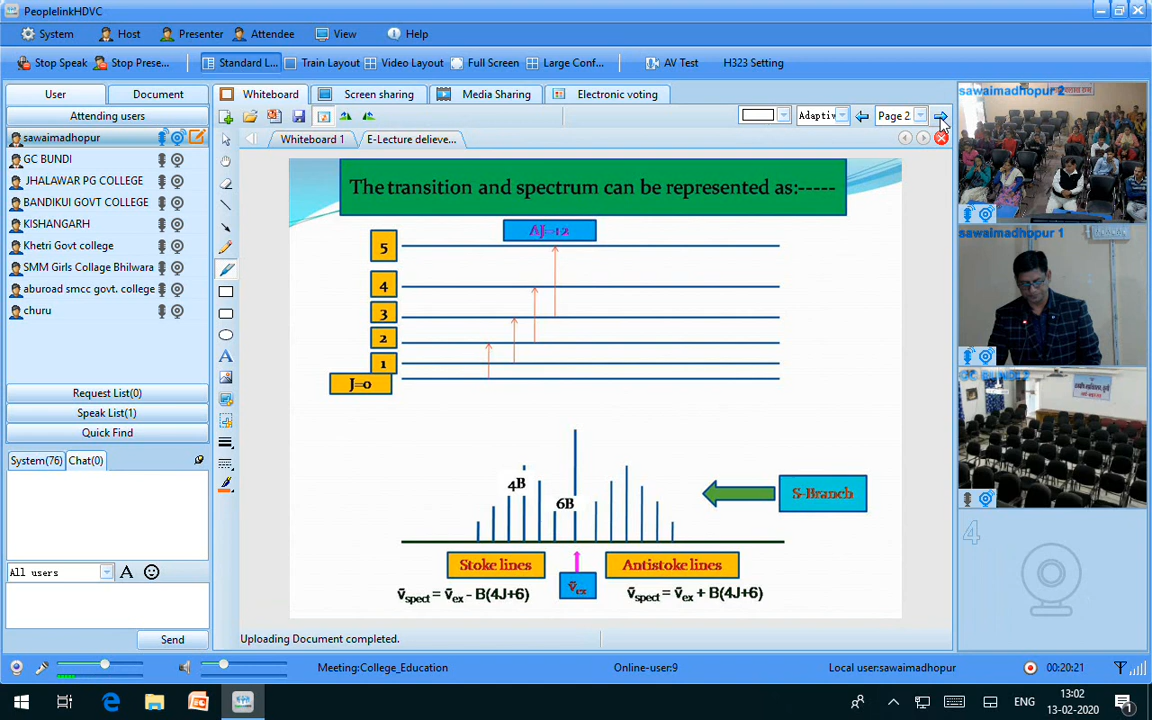 PeoplelinkHDVC
System Host Presenter Attendee View Help
Stop Speak Stop Prese... Standard L... Train Layout Video Layout Full Screen Large Conf... AV Test H323 Setting
User Document
Attending users
sawaimadhopur
GC BUNDI
JHALAWAR PG COLLEGE
BANDIKUI GOVT COLLEGE
KISHANGARH
Khetri Govt college
SMM Girls Collage Bhilwara
aburoad smcc govt. college
churu
Request List(0)
Speak List(1)
Quick Find
System(76) Chat(0)
All users A
Send
Whiteboard Screen sharing Media Sharing Electronic voting
Adaptiv Page 2
Whiteboard 1 E-Lecture delieve...
The transition and spectrum can be represented as:-----
ΔJ=+2
5
4
3
2
1
J=0
4B
6B
S-Branch
Stoke lines Antistoke lines
ν̄ex
ν̄spect = ν̄ex - B(4J+6) ν̄spect = ν̄ex + B(4J+6)
Uploading Document completed.
sawaimadhopur 2
sawaimadhopur 1
4
Meeting:College_Education Online-user:9 Local user:sawaimadhopur 00:20:21
ENG 13:02
13-02-2020
1